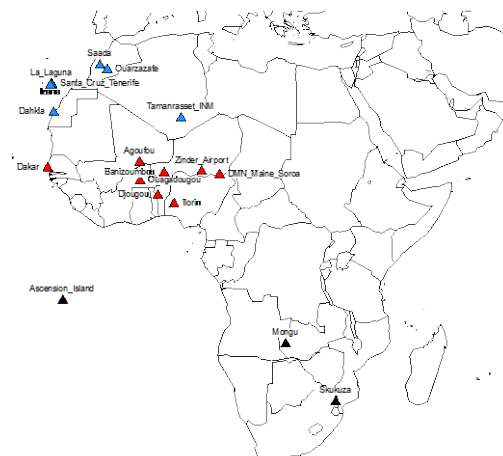 Saada
Ouarzazate
La_Laguna
Santa_Cruz_Tenerife
Dahkla
Tamanrasset_INM
Agoufou
Zinder_Airport
Dakar
Banizoumbou
DMN_Maine_Soroa
Ouagadougou
Djougou
Ilorin
Ascension_Island
Mongu
Skukuza